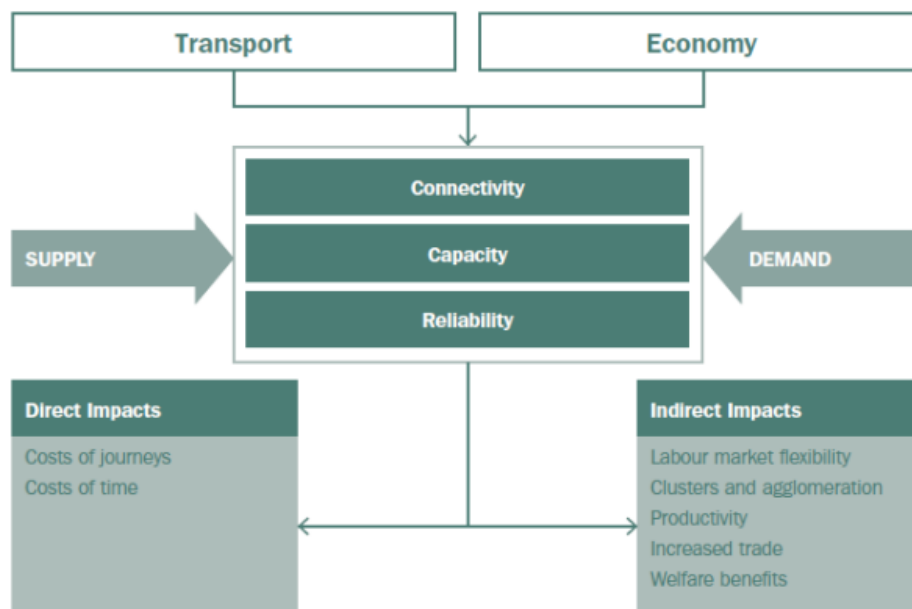 Transport
Economy
Connectivity
SUPPLY
Capacity
DEMAND
Reliability
Direct Impacts
Costs of journeys
Costs of time
Indirect Impacts
Labour market flexibility
Clusters and agglomeration
Productivity
Increased trade
Welfare benefits